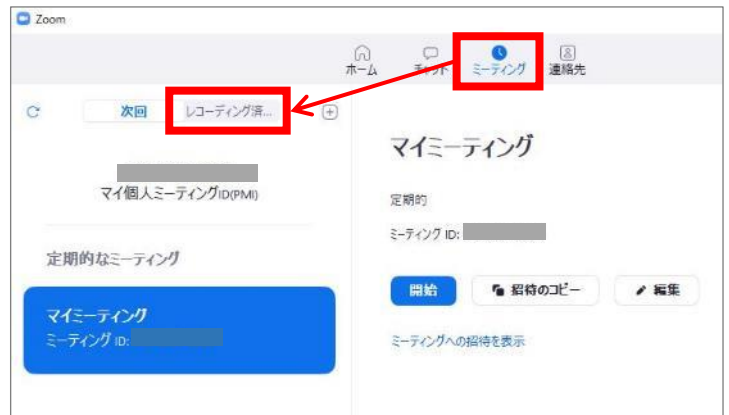 Zoom
ホーム
チャット
ミーティング
連絡先
次回
レコーディング済...
マイ個人ミーティングID(PMI)
定期的なミーティング
マイミーティング
ミーティング ID:
マイミーティング
定期的
ミーティング ID:
開始
招待のコピー
編集
ミーティングへの招待を表示